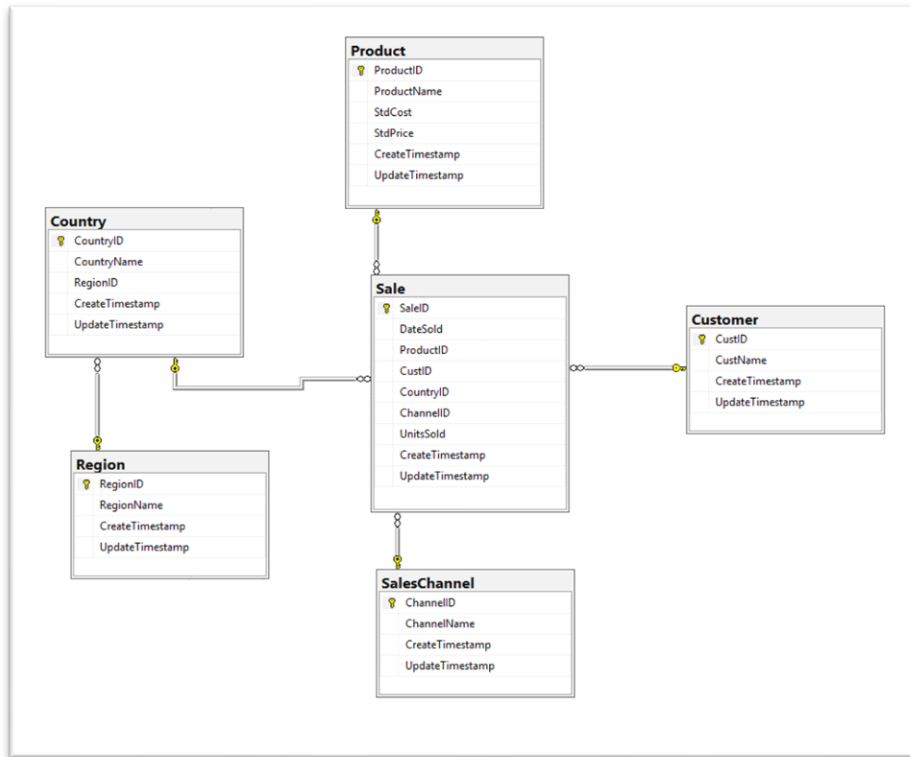 Product
ProductID
ProductName
StdCost
StdPrice
CreateTimestamp
UpdateTimestamp
Country
CountryID
CountryName
RegionID
CreateTimestamp
UpdateTimestamp
Sale
SaleID
DateSold
ProductID
CustID
CountryID
ChannelID
UnitsSold
CreateTimestamp
UpdateTimestamp
Customer
CustID
CustName
CreateTimestamp
UpdateTimestamp
Region
RegionID
RegionName
CreateTimestamp
UpdateTimestamp
SalesChannel
ChannelID
ChannelName
CreateTimestamp
UpdateTimestamp